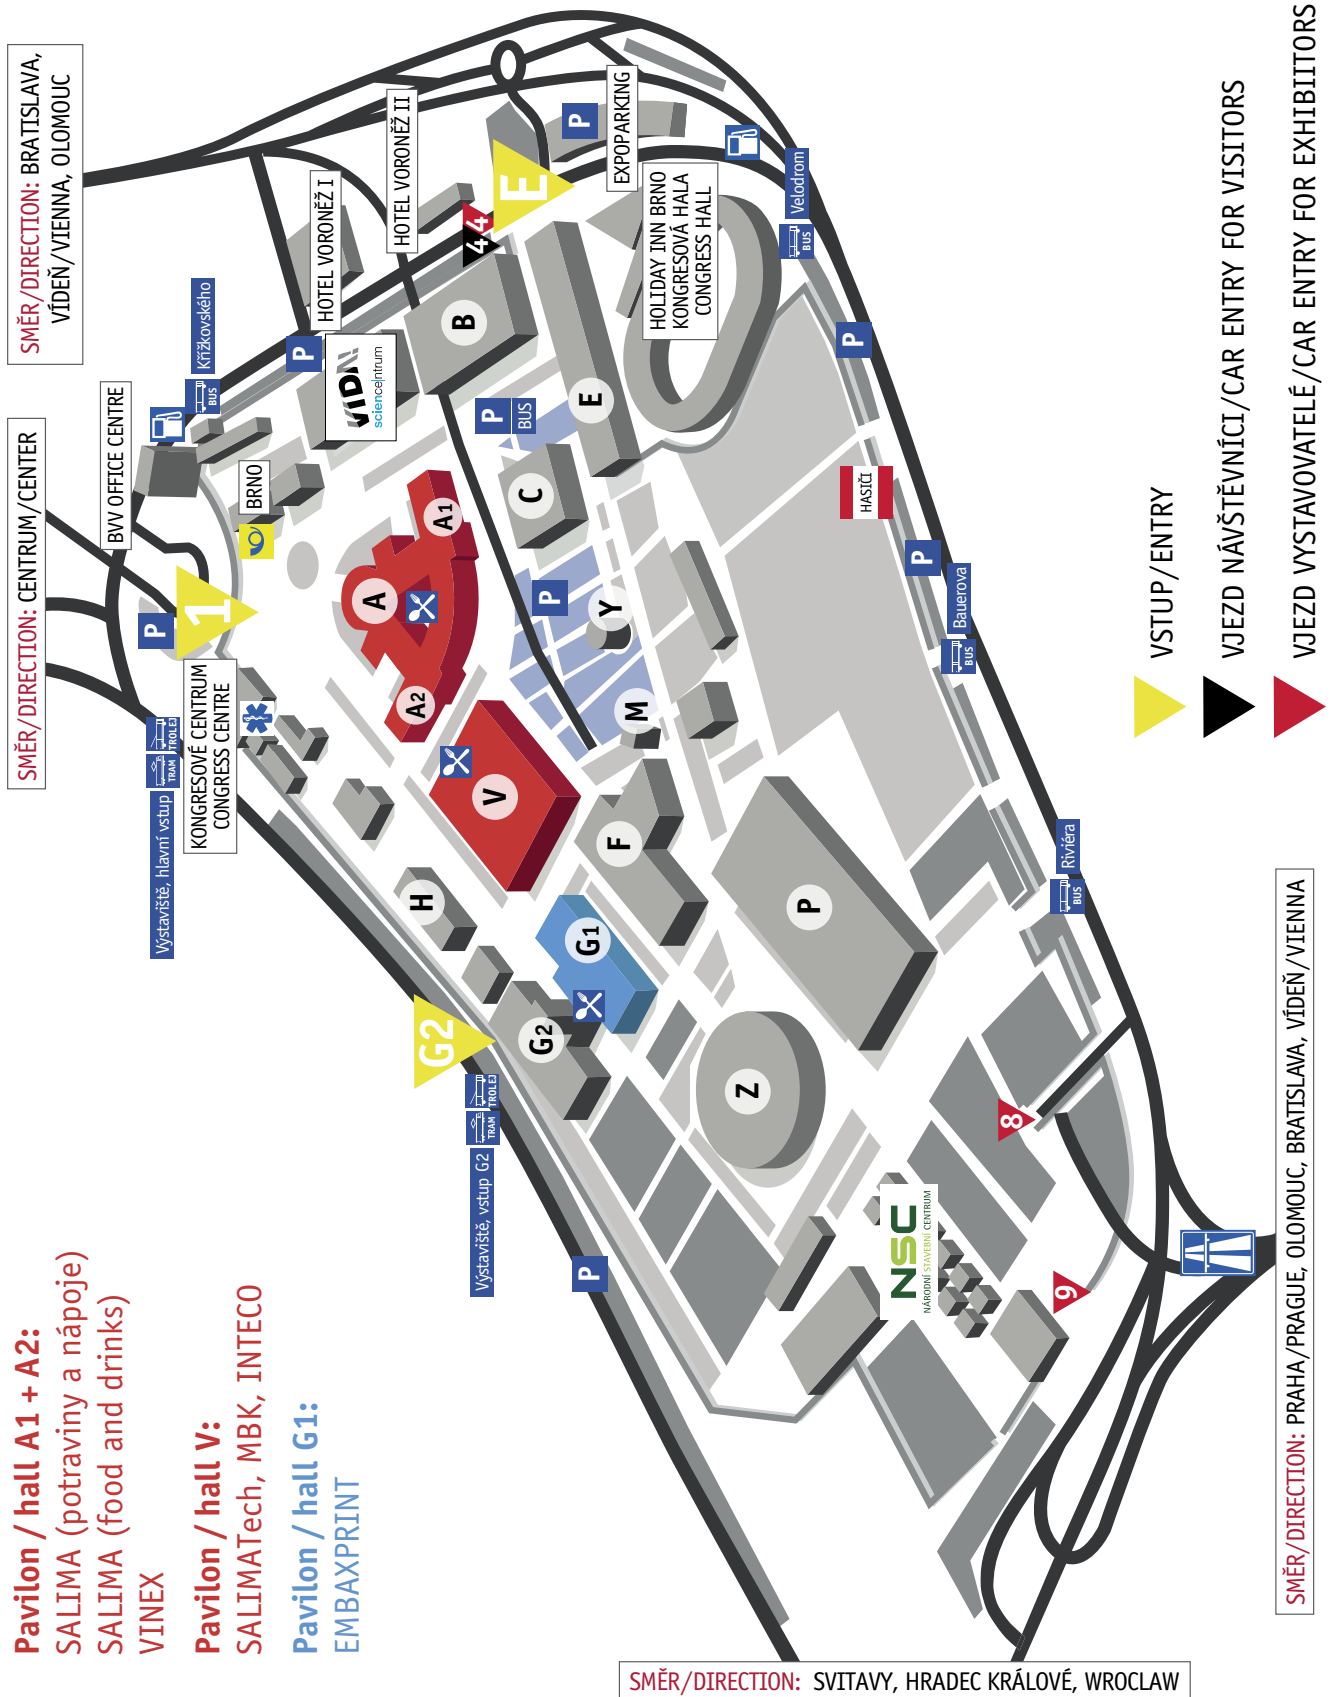 Pavilon / hall A1 + A2:
SALIMA (potraviny a nápoje)
SALIMA (food and drinks)
VINEX
Pavilon / hall V:
SALIMATech, MBK, INTECO
Pavilon / hall G1:
EMBAXPRINT
SMĚR/DIRECTION: CENTRUM/CENTER
SMĚR/DIRECTION: BRATISLAVA,
VÍDEŇ/VIENNA, OLOMOUC
BVV OFFICE CENTRE
Křížkovského
BUS
P
1
BRNO
Výstaviště, hlavní vstup
TRAM
TROLEJ
KONGRESOVÉ CENTRUM
CONGRESS CENTRE
HOTEL VORONĚŽ I
P
VIDA!
science|ntrum
HOTEL VORONĚŽ II
4
4
E
P
EXPOPARKING
HOLIDAY INN BRNO
KONGRESOVÁ HALA
CONGRESS HALL
Velodrom
BUS
A
A1
A2
B
P
BUS
C
E
P
Y
M
V
H
F
G1
G2
G2
Výstaviště, vstup G2
TRAM
TROLEJ
P
P
Z
P
HASIČI
P
Bauerova
BUS
Riviéra
BUS
8
9
NSC
NÁRODNÍ STAVEBNÍ CENTRUM
VSTUP/ENTRY
VJEZD NÁVŠTĚVNÍCI/CAR ENTRY FOR VISITORS
VJEZD VYSTAVOVATELÉ/CAR ENTRY FOR EXHIBIITORS
SMĚR/DIRECTION: SVITAVY, HRADEC KRÁLOVÉ, WROCLAW
SMĚR/DIRECTION: PRAHA/PRAGUE, OLOMOUC, BRATISLAVA, VÍDEŇ/VIENNA